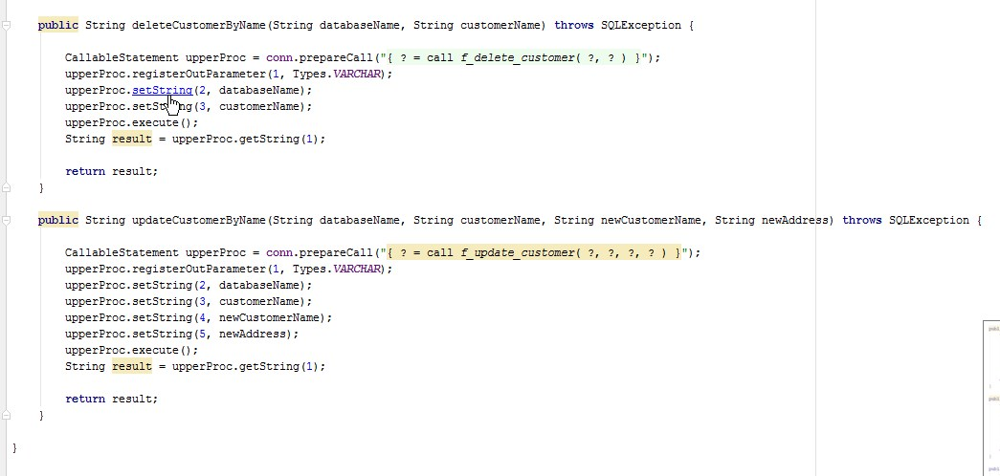 public String deleteCustomerByName(String databaseName, String customerName) throws SQLException {
CallableStatement upperProc = conn.prepareCall("{ ? = call f_delete_customer( ?, ? ) }");
upperProc.registerOutParameter(1, Types.VARCHAR);
upperProc.setString(2, databaseName);
upperProc.setString(3, customerName);
upperProc.execute();
String result = upperProc.getString(1);
return result;
}
public String updateCustomerByName(String databaseName, String customerName, String newCustomerName, String newAddress) throws SQLException {
CallableStatement upperProc = conn.prepareCall("{ ? = call f_update_customer( ?, ?, ?, ? ) }");
upperProc.registerOutParameter(1, Types.VARCHAR);
upperProc.setString(2, databaseName);
upperProc.setString(3, customerName);
upperProc.setString(4, newCustomerName);
upperProc.setString(5, newAddress);
upperProc.execute();
String result = upperProc.getString(1);
return result;
}
}